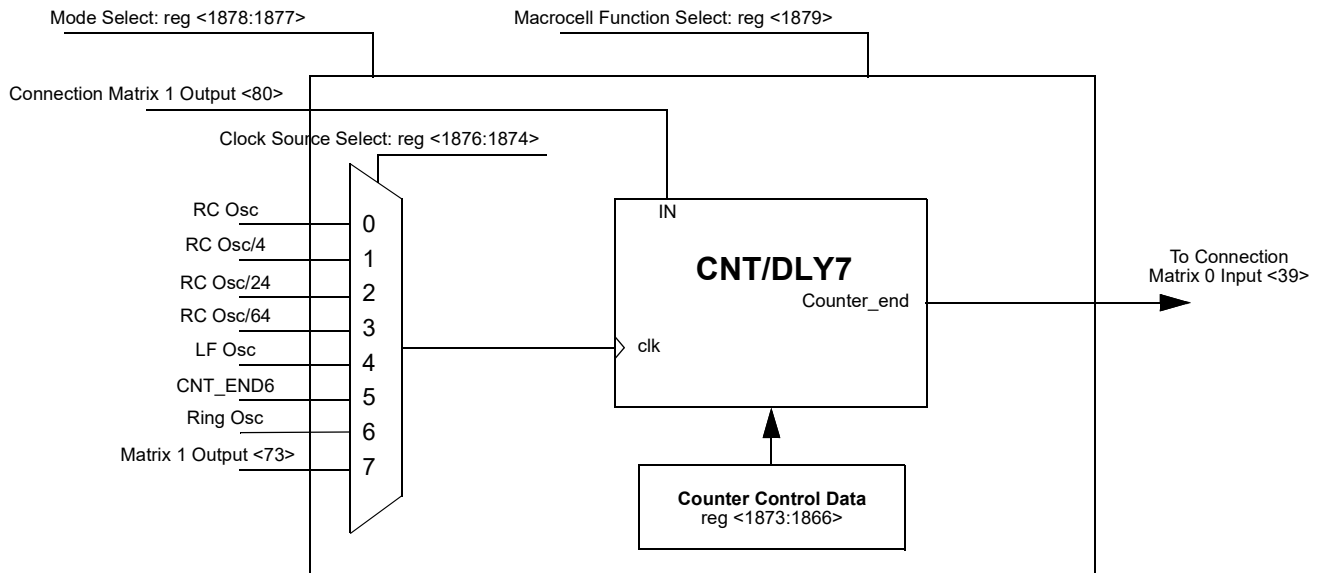 Mode Select: reg <1878:1877>
Macrocell Function Select: reg <1879>
Connection Matrix 1 Output <80>
Clock Source Select: reg <1876:1874>
RC Osc
0
RC Osc/4
1
RC Osc/24
2
RC Osc/64
3
LF Osc
4
CNT_END6
5
Ring Osc
6
Matrix 1 Output <73>
7
IN
CNT/DLY7
Counter_end
clk
To Connection
Matrix 0 Input <39>
Counter Control Data
reg <1873:1866>